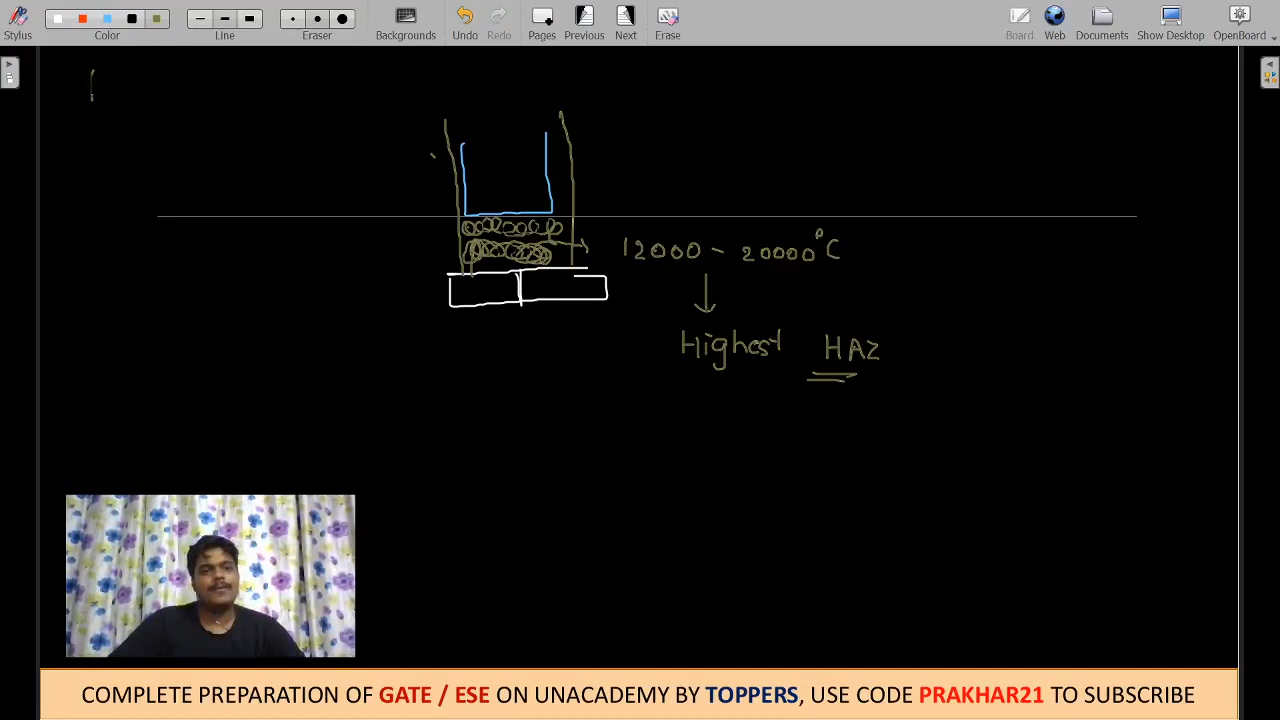 Stylus Color Line Eraser Backgrounds Undo Redo Pages Previous Next Erase Board Web Documents Show Desktop OpenBoard
12000 - 20000°C
Highest HAZ
COMPLETE PREPARATION OF GATE / ESE ON UNACADEMY BY TOPPERS, USE CODE PRAKHAR21 TO SUBSCRIBE